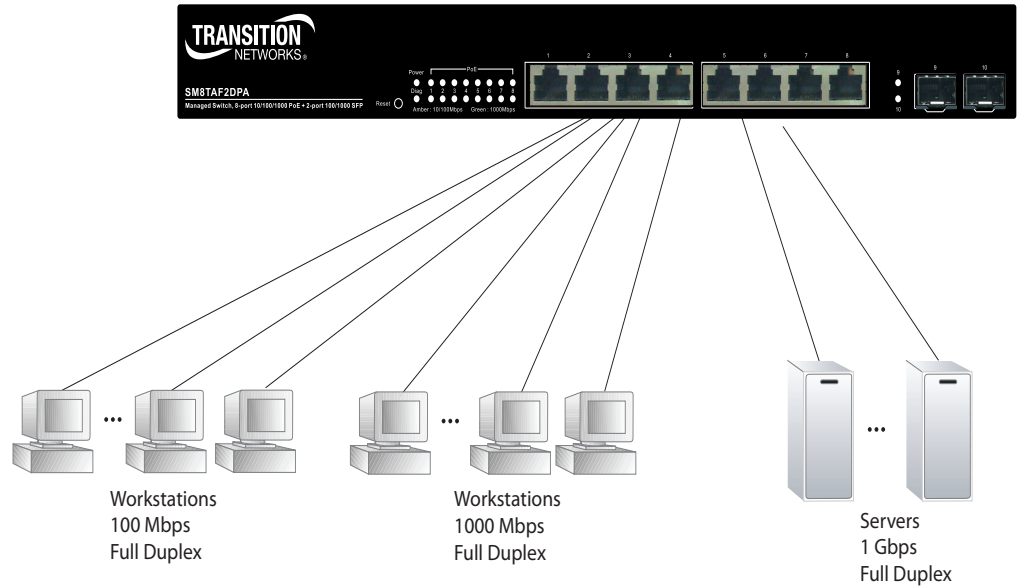 TRANSITION
NETWORKS®
SM8TAF2DPA
Managed Switch, 8-port 10/100/1000 PoE + 2-port 100/1000 SFP
Reset
Power
PoE
Diag 1 2 3 4 5 6 7 8
Amber : 10/100Mbps Green : 1000Mbps
1 2 3 4 5 6 7 8
9
10
9 10
Workstations
100 Mbps
Full Duplex
Workstations
1000 Mbps
Full Duplex
Servers
1 Gbps
Full Duplex